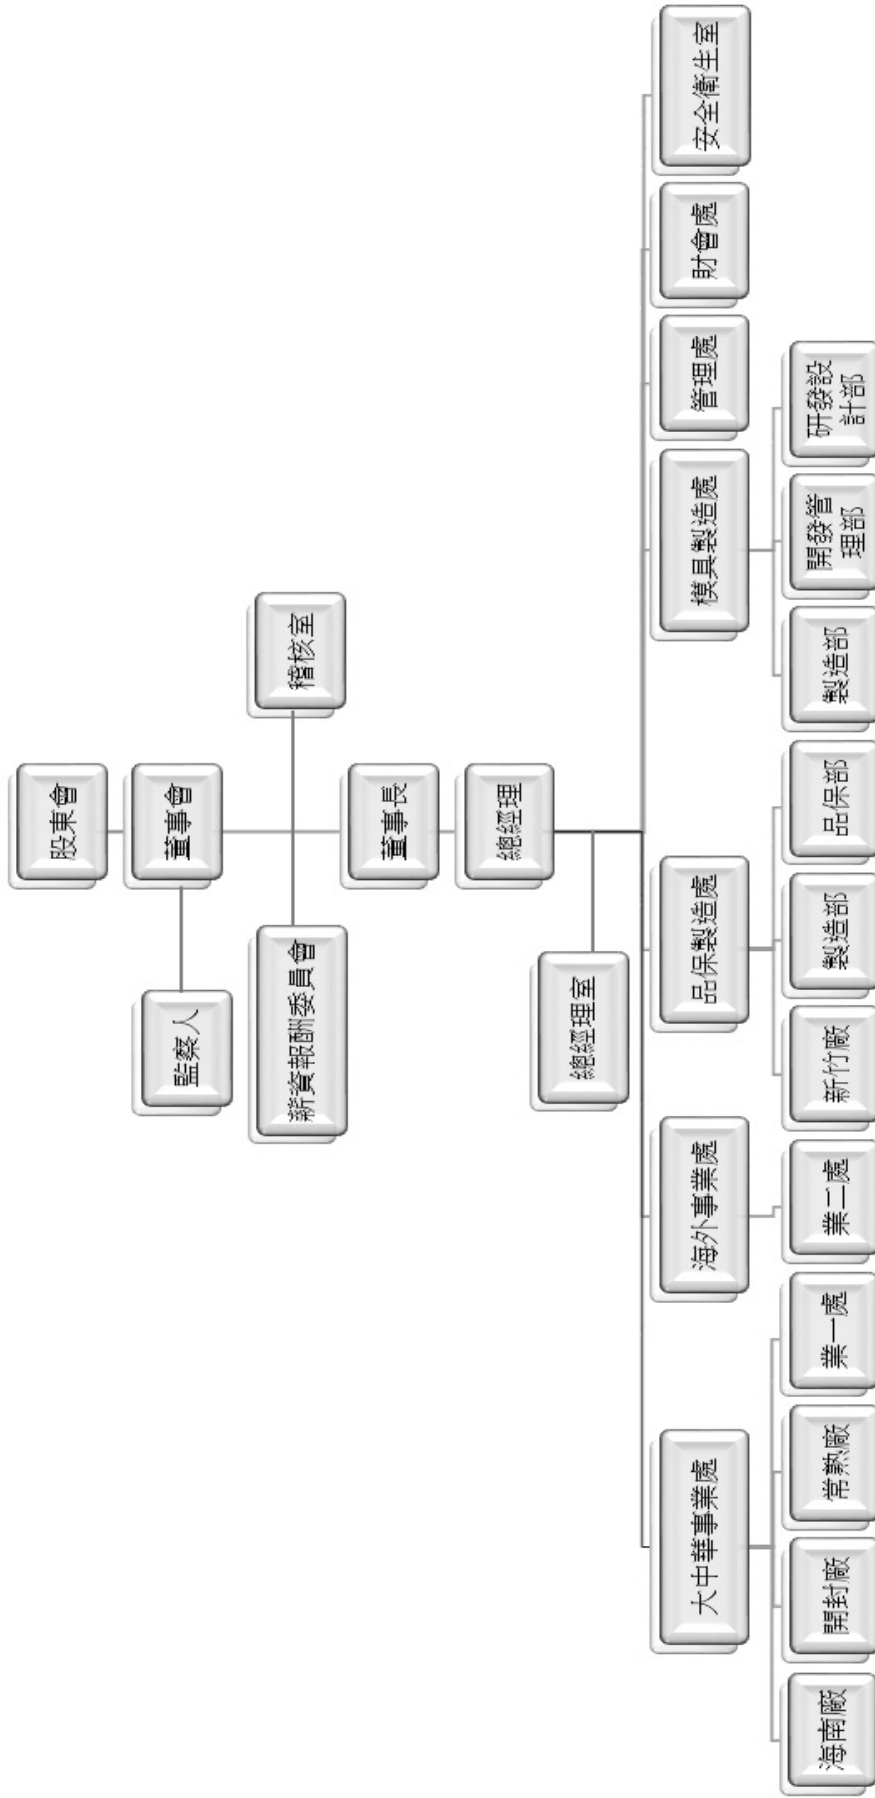 股東會
董事會
監察人
薪資報酬委員會
稽核室
董事長
總經理
總經理室
大中華事業處
海外事業處
品保製造處
模具製造處
管理處
財會處
安全衛生室
海南廠
開封廠
常熟廠
業一處
業二處
新竹廠
製造部
品保部
製造部
開發管
理部
研發設
計部